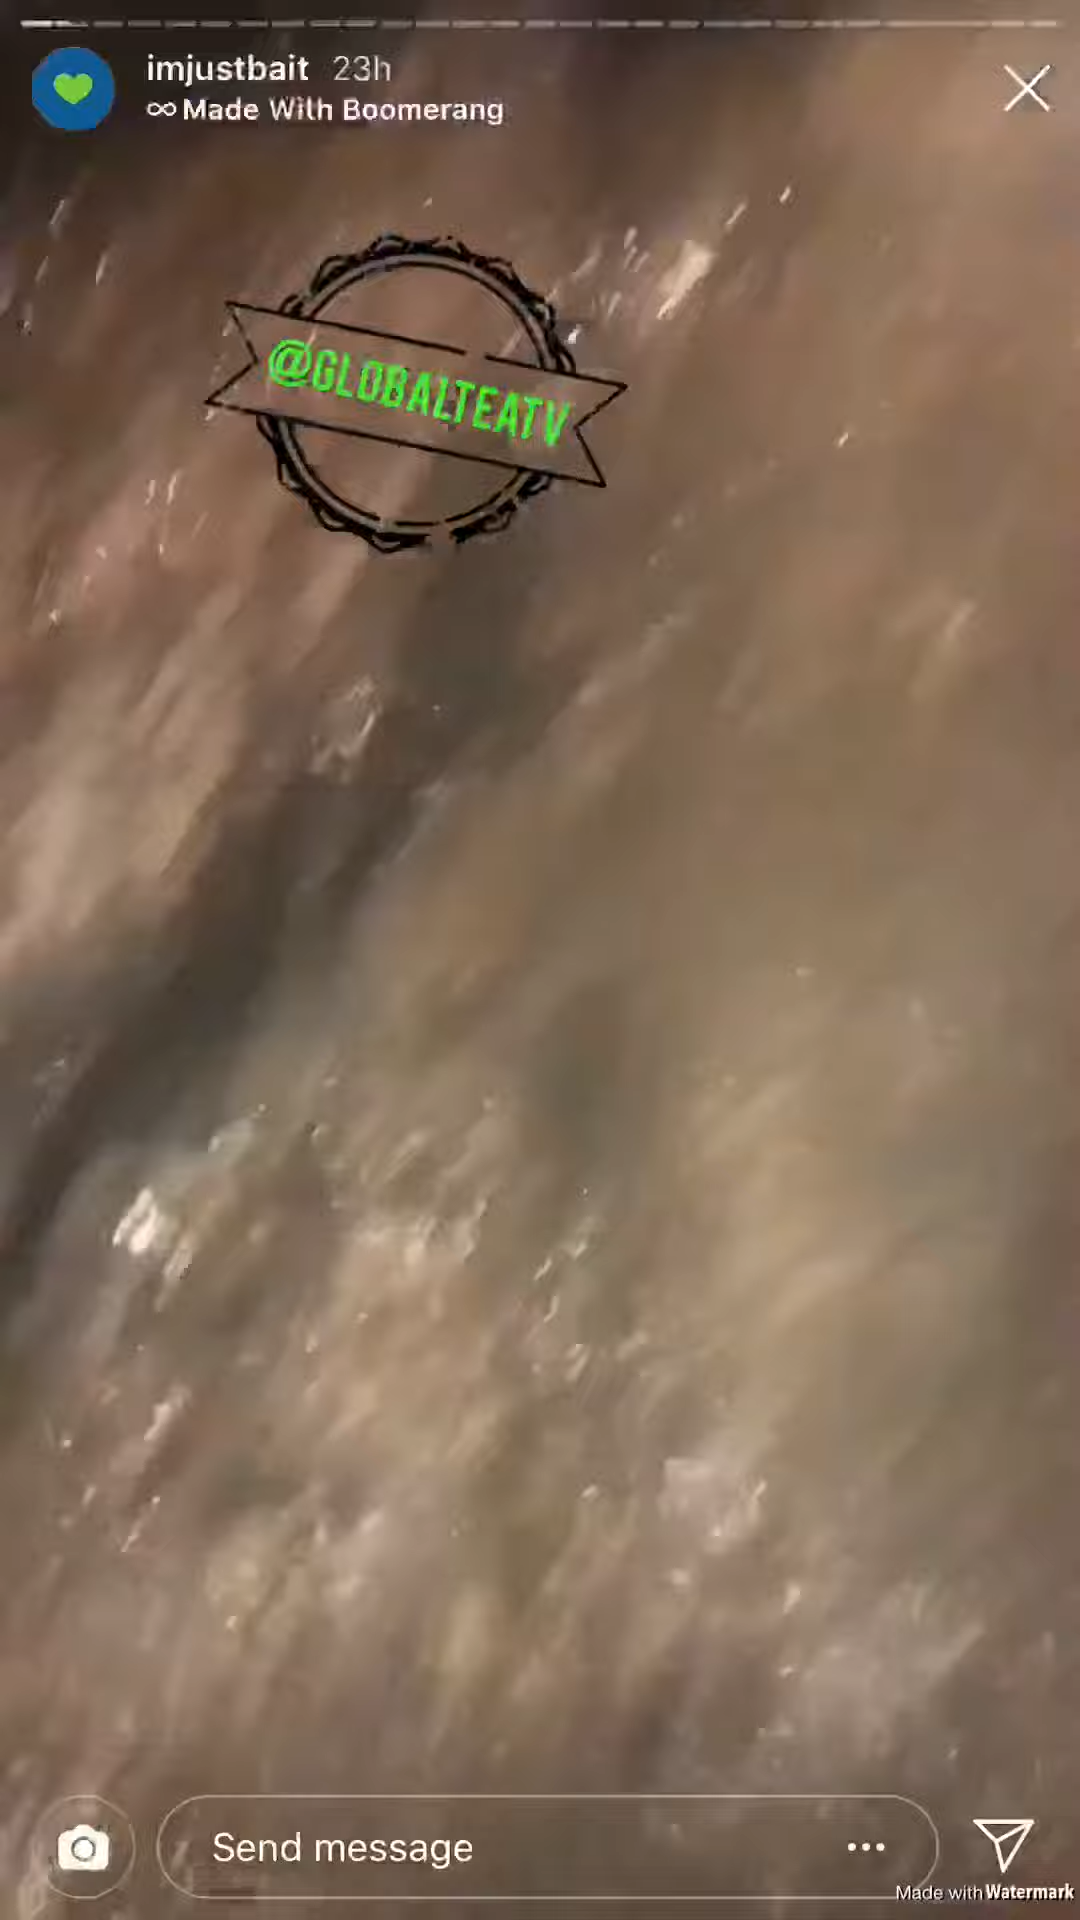 imjustbait 23h
∞ Made With Boomerang
@GLOBALTEATV
Send message
Made with Watermark